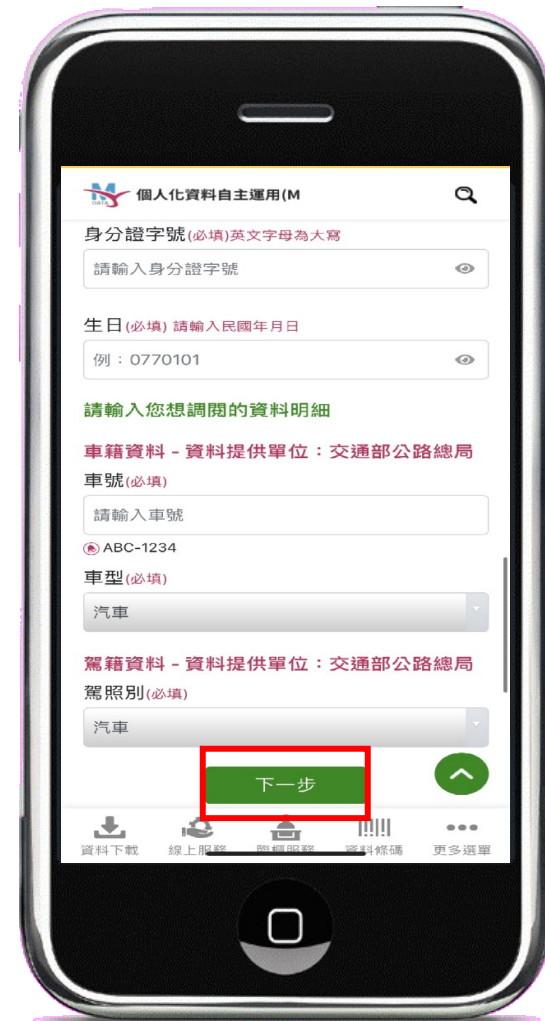 M
DATA
個人化資料自主運用(M
身分證字號(必填)英文字母為大寫
請輸入身分證字號
生日(必填) 請輸入民國年月日
例：0770101
請輸入您想調閱的資料明細
車籍資料 - 資料提供單位：交通部公路總局
車號(必填)
請輸入車號
ABC-1234
車型(必填)
汽車
駕籍資料 - 資料提供單位：交通部公路總局
駕照別(必填)
汽車
下一步
資料下載 線上服務 臨櫃服務 資料條碼 更多選單